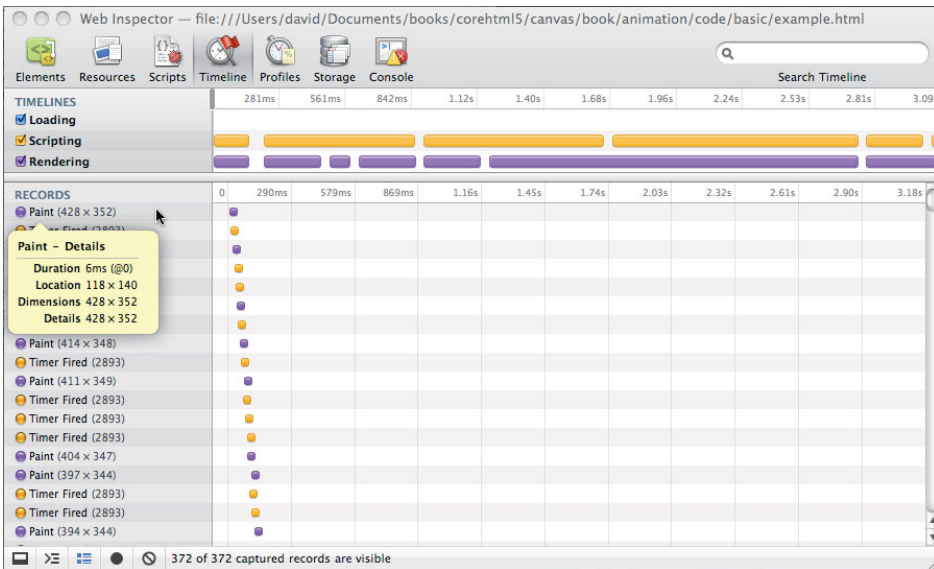 Web Inspector — file:///Users/david/Documents/books/corehtml5/canvas/book/animation/code/basic/example.html
Elements Resources Scripts Timeline Profiles Storage Console Search Timeline
TIMELINES 281ms 561ms 842ms 1.12s 1.40s 1.68s 1.96s 2.24s 2.53s 2.81s 3.09
Loading
Scripting
Rendering
RECORDS 0 290ms 579ms 869ms 1.16s 1.45s 1.74s 2.03s 2.32s 2.61s 2.90s 3.18s
Paint (428 × 352)
Timer Fired (2893)
Paint – Details
Duration 6ms (@0)
Location 118 × 140
Dimensions 428 × 352
Details 428 × 352
Paint (414 × 348)
Timer Fired (2893)
Paint (411 × 349)
Timer Fired (2893)
Timer Fired (2893)
Timer Fired (2893)
Paint (404 × 347)
Paint (397 × 344)
Timer Fired (2893)
Timer Fired (2893)
Paint (394 × 344)
372 of 372 captured records are visible